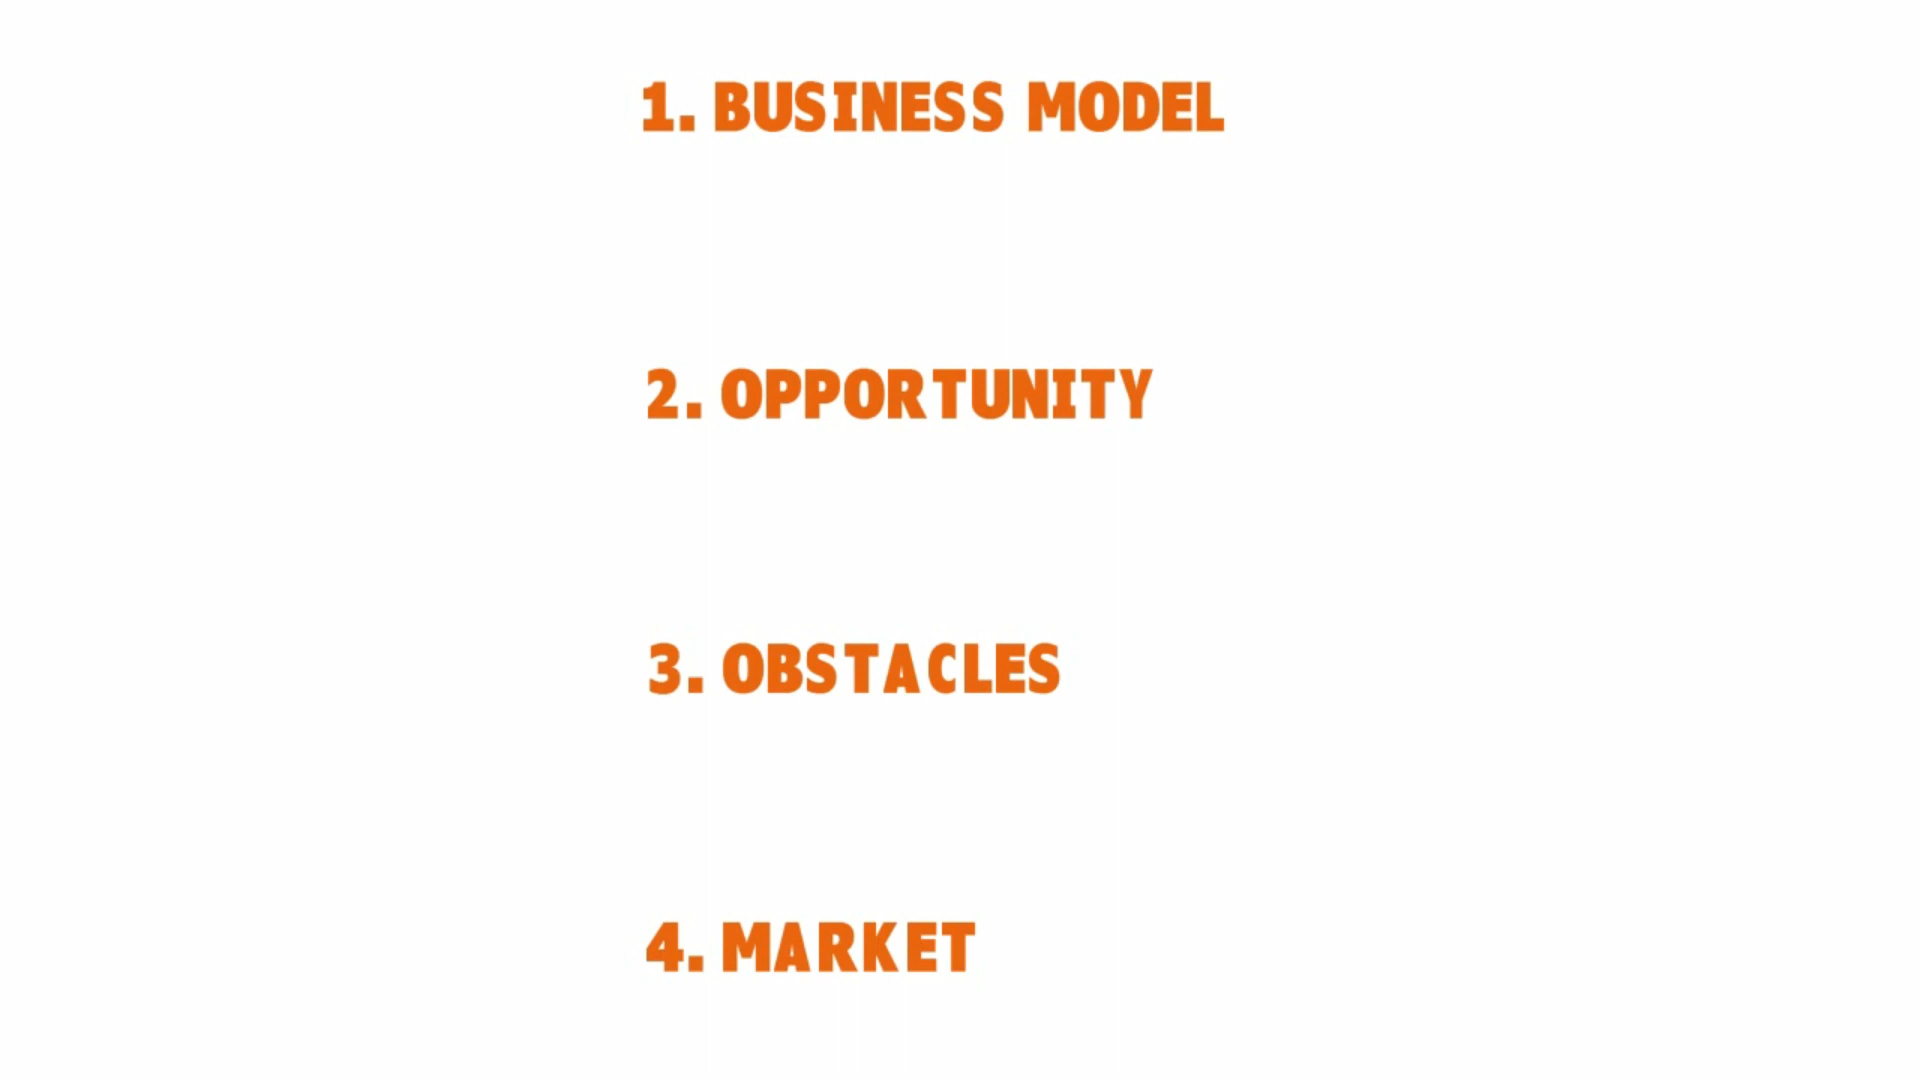 1. BUSINESS MODEL
2. OPPORTUNITY
3. OBSTACLES
4. MARKET